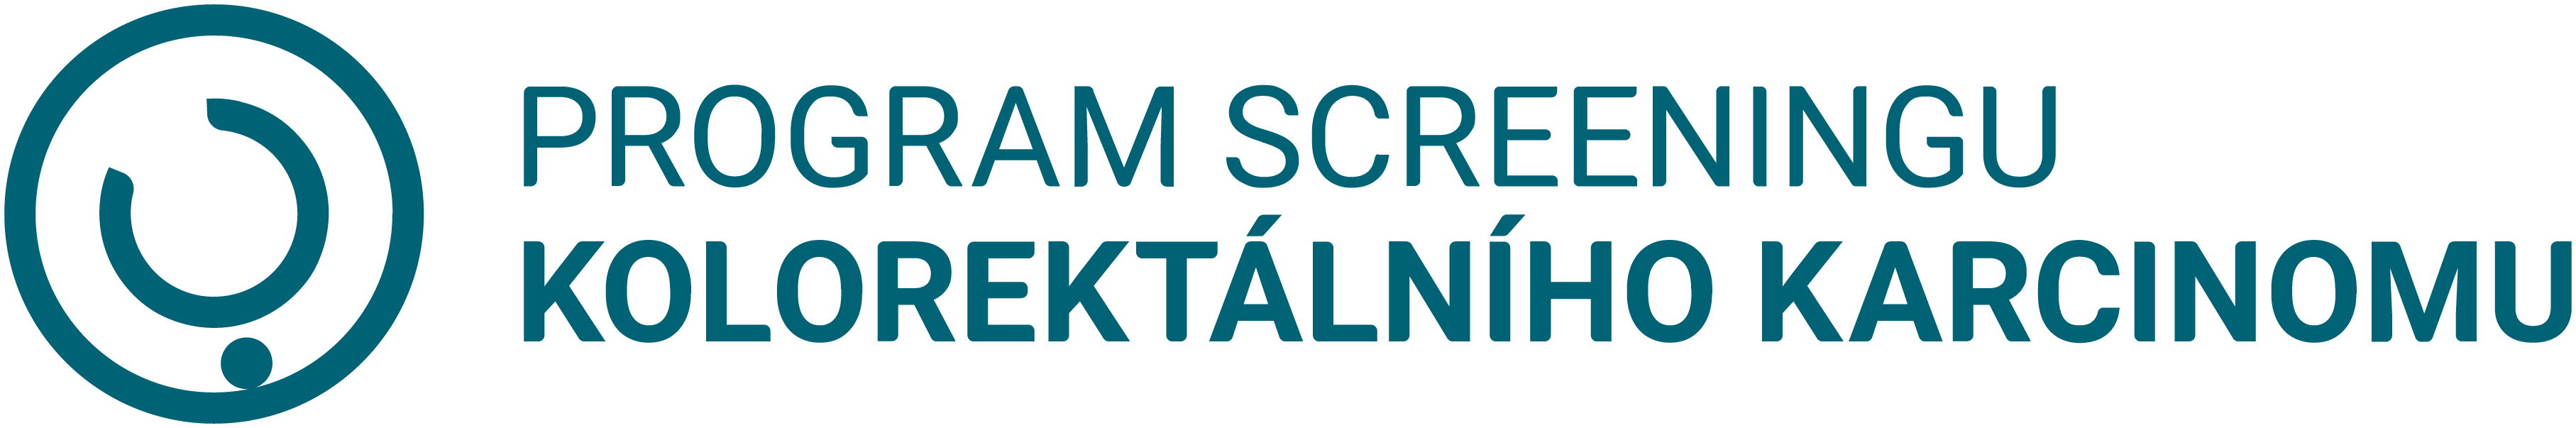 PROGRAM SCREENINGU
KOLOREKTÁLNÍHO KARCINOMU